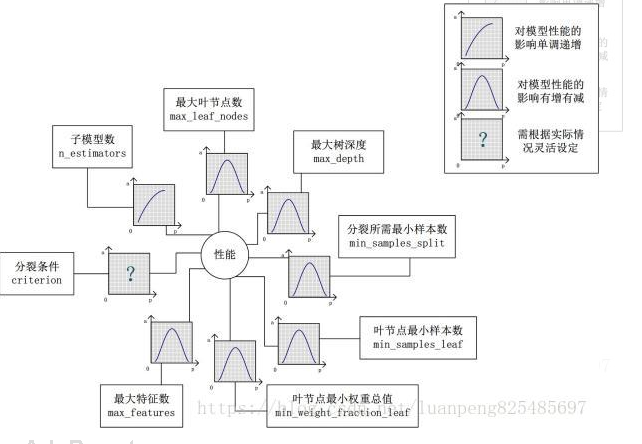 对模型性能的
影响单调递增
对模型性能的
影响有增有减
?
需根据实际情
况灵活设定
最大叶节点数
max_leaf_nodes
子模型数
n_estimators
最大树深度
max_depth
分裂所需最小样本数
min_samples_split
性能
分裂条件
criterion
?
叶节点最小样本数
min_samples_leaf
最大特征数
max_features
叶节点最小权重总值
min_weight_fraction_leaf
https://blog.csdn.net/luanpeng825485697